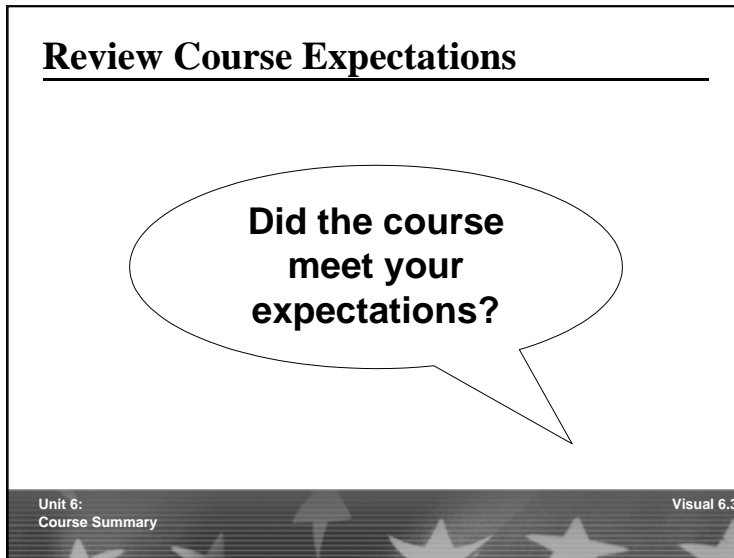 Review Course Expectations
Did the course
meet your
expectations?
Unit 6:
Course Summary
Visual 6.3